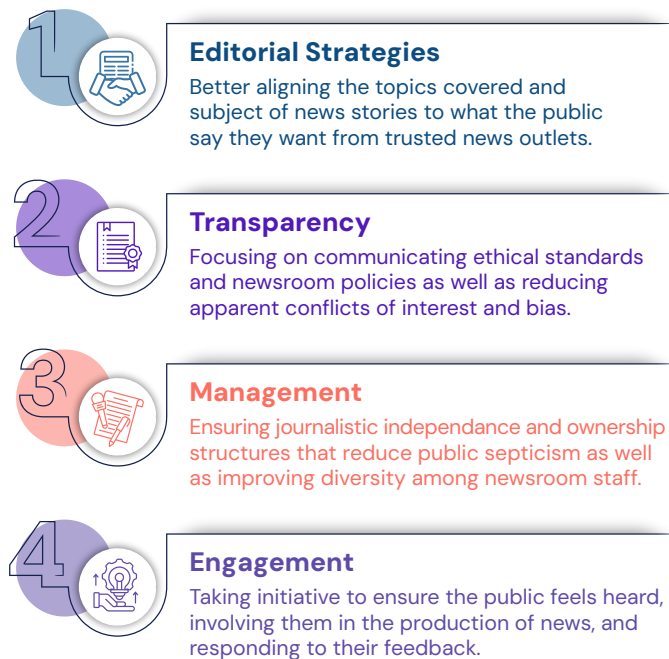 1
Editorial Strategies
Better aligning the topics covered and
subject of news stories to what the public
say they want from trusted news outlets.
2
Transparency
Focusing on communicating ethical standards
and newsroom policies as well as reducing
apparent conflicts of interest and bias.
3
Management
Ensuring journalistic independance and ownership
structures that reduce public septicism as well
as improving diversity among newsroom staff.
4
Engagement
Taking initiative to ensure the public feels heard,
involving them in the production of news, and
responding to their feedback.